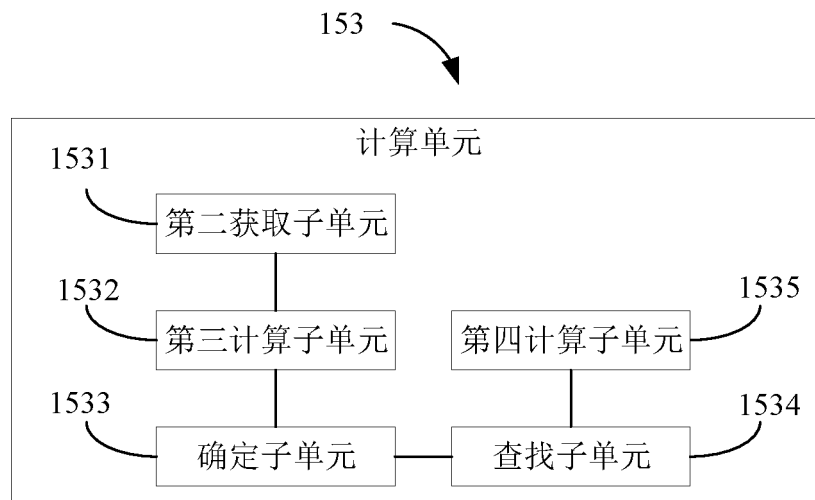 153
计算单元
1531
第二获取子单元
1532
第三计算子单元
1535
第四计算子单元
1533
确定子单元
1534
查找子单元